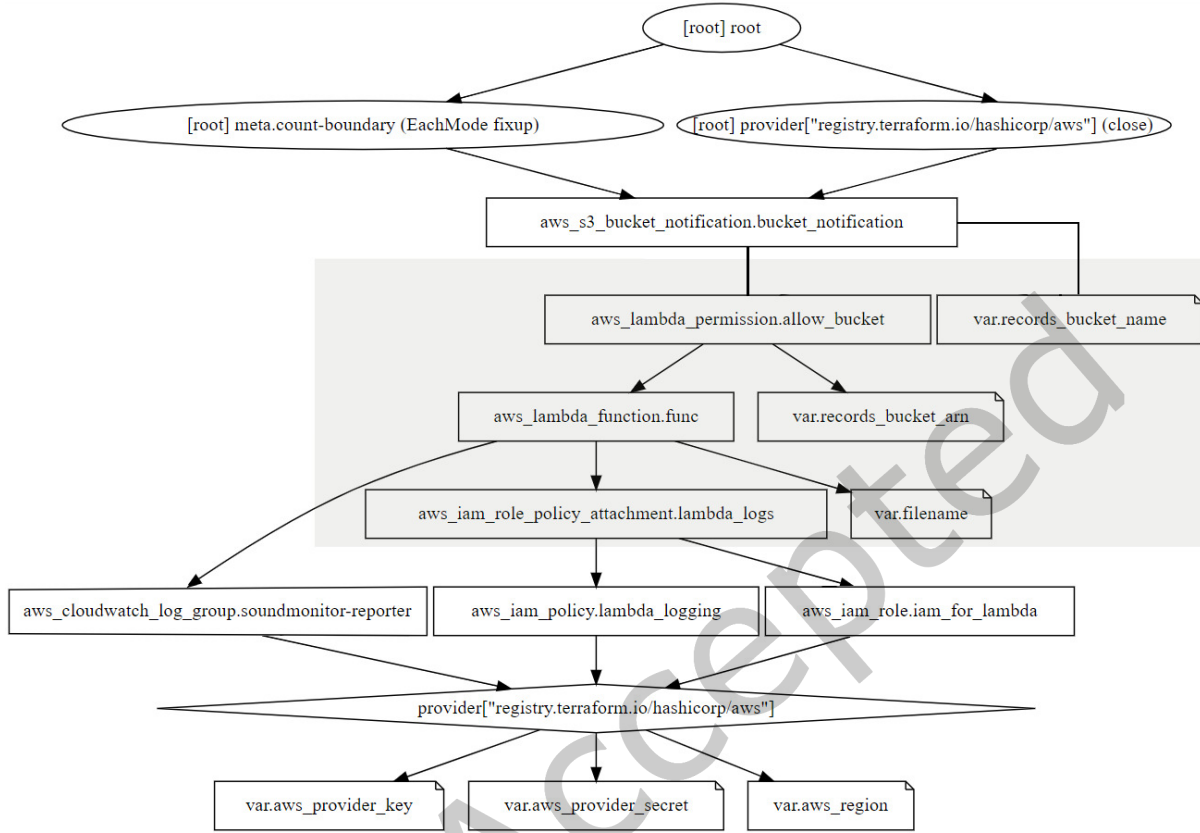 [root] root
[root] meta.count-boundary (EachMode fixup)
[root] provider["registry.terraform.io/hashicorp/aws"] (close)
aws_s3_bucket_notification.bucket_notification
aws_lambda_permission.allow_bucket
var.records_bucket_name
aws_lambda_function.func
var.records_bucket_arn
aws_iam_role_policy_attachment.lambda_logs
var.filename
aws_cloudwatch_log_group.soundmonitor-reporter
aws_iam_policy.lambda_logging
aws_iam_role.iam_for_lambda
provider["registry.terraform.io/hashicorp/aws"]
var.aws_provider_key
var.aws_provider_secret
var.aws_region
Accepted